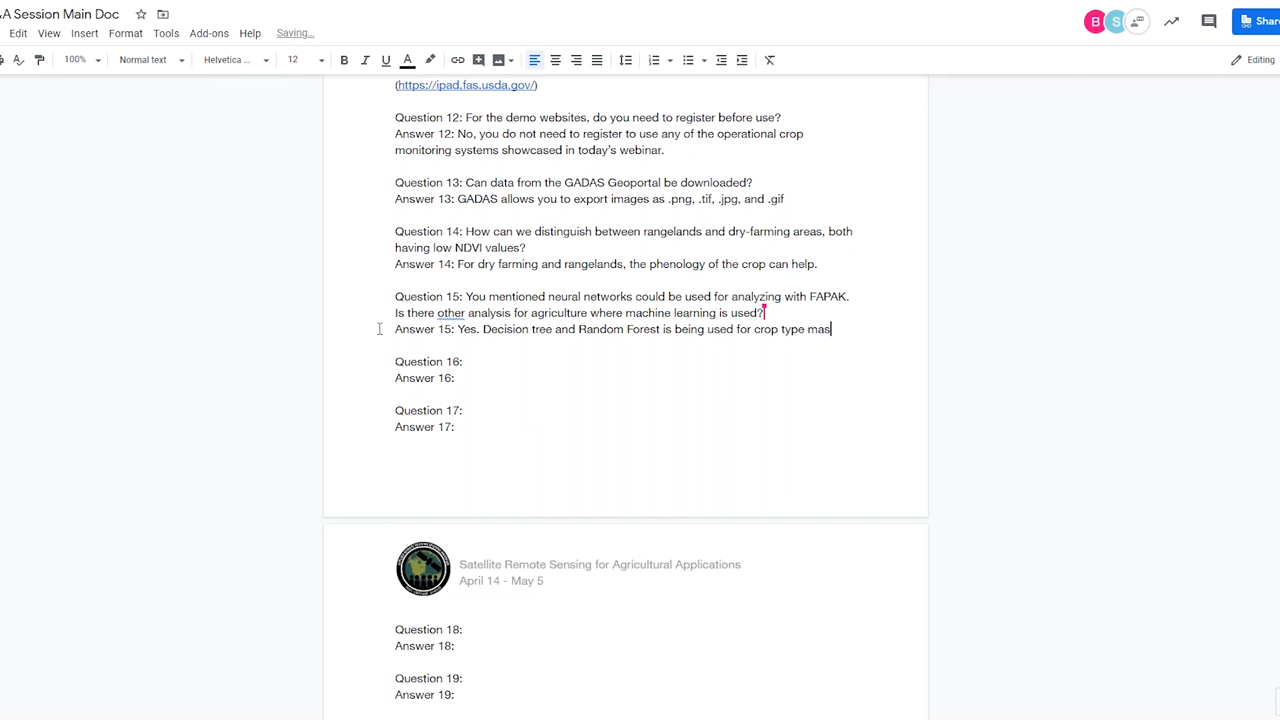 &A Session Main Doc
Edit View Insert Format Tools Add-ons Help Saving...
B S Share
100% Normal text Helvetica ... 12 B I U A Editing
(https://ipad.fas.usda.gov/)
Question 12: For the demo websites, do you need to register before use?
Answer 12: No, you do not need to register to use any of the operational crop
monitoring systems showcased in today's webinar.
Question 13: Can data from the GADAS Geoportal be downloaded?
Answer 13: GADAS allows you to export images as .png, .tif, .jpg, and .gif
Question 14: How can we distinguish between rangelands and dry-farming areas, both
having low NDVI values?
Answer 14: For dry farming and rangelands, the phenology of the crop can help.
Question 15: You mentioned neural networks could be used for analyzing with FAPAK.
Is there other analysis for agriculture where machine learning is used?
Answer 15: Yes. Decision tree and Random Forest is being used for crop type mas
Question 16:
Answer 16:
Question 17:
Answer 17:
Satellite Remote Sensing for Agricultural Applications
April 14 - May 5
Question 18:
Answer 18:
Question 19:
Answer 19: